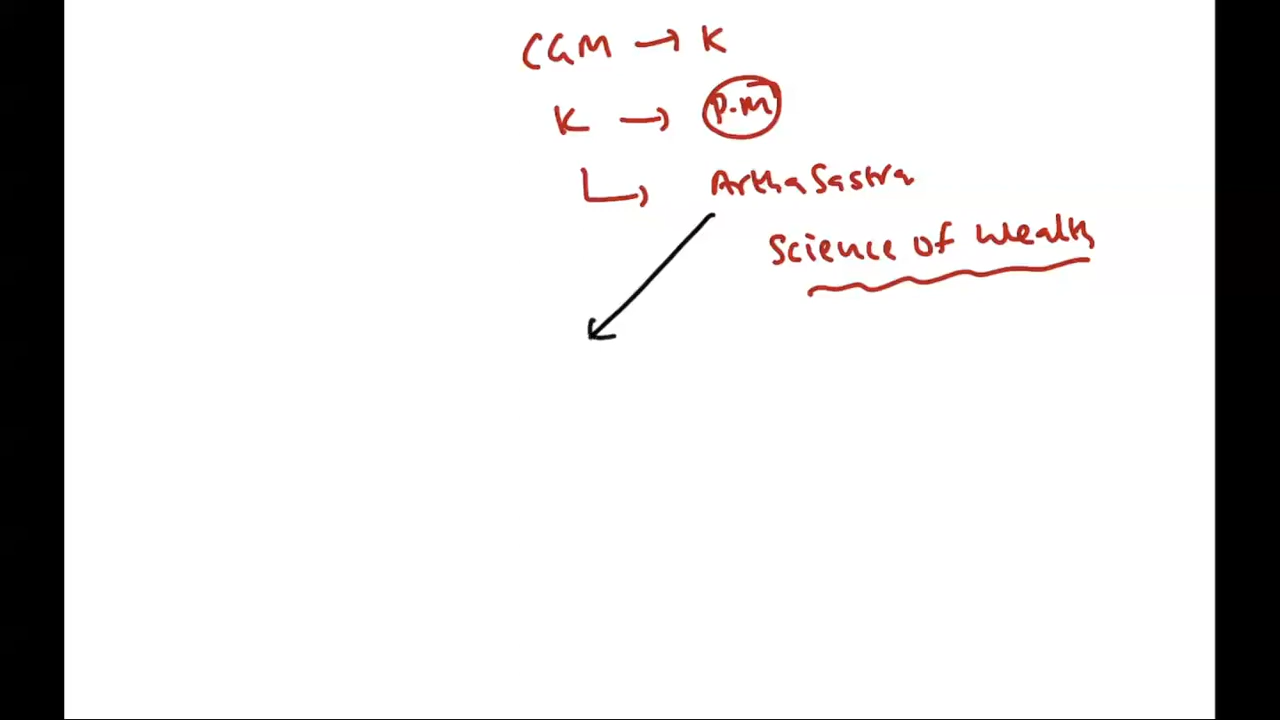 CGM → K
K → P.M
↳ ArthaSastra
Science of Wealth